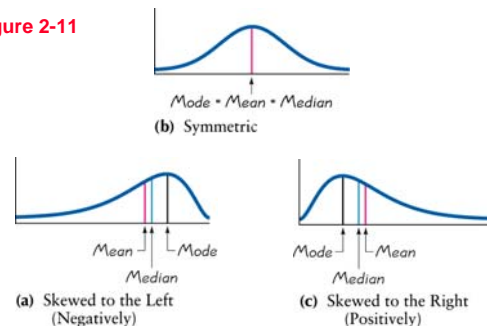 gure 2-11
Mode = Mean = Median
(b) Symmetric
Mean
Mode
Median
(a) Skewed to the Left
(Negatively)
Mode
Mean
Median
(c) Skewed to the Right
(Positively)